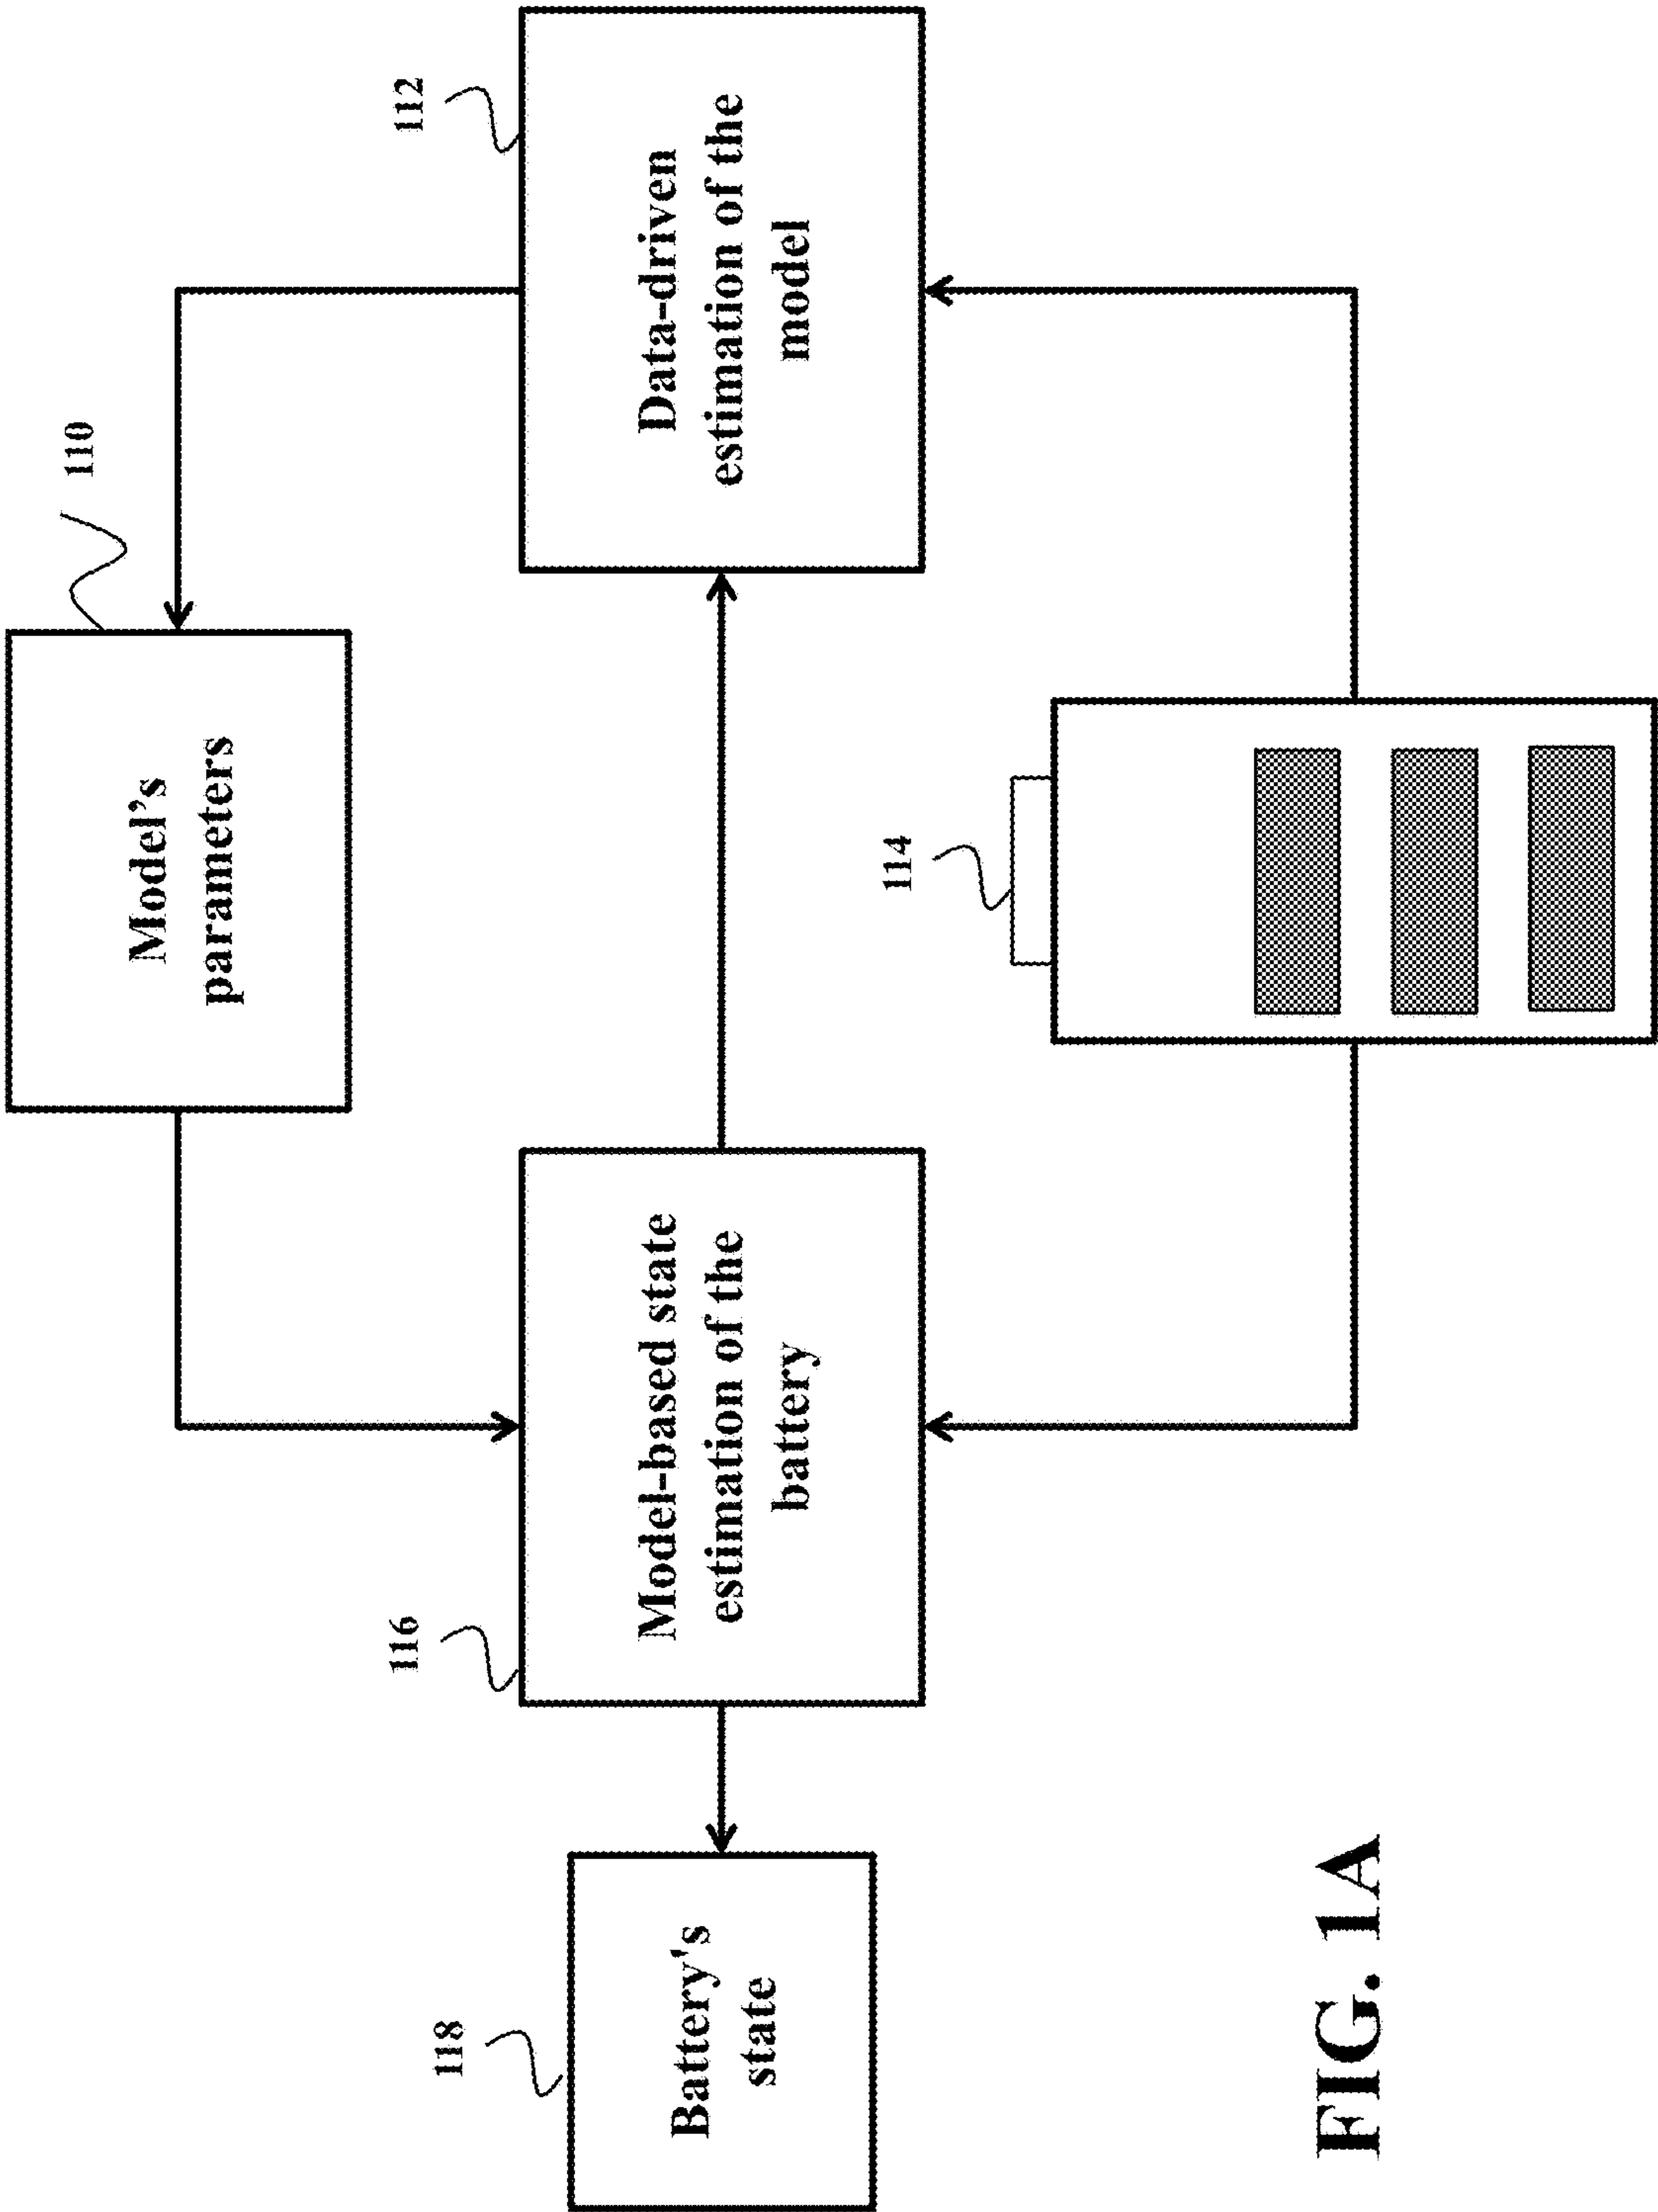 110
Model's
parameters
112
Data-driven
estimation of the
model
116
Model-based state
estimation of the
battery
118
Battery's
state
114
FIG. 1A